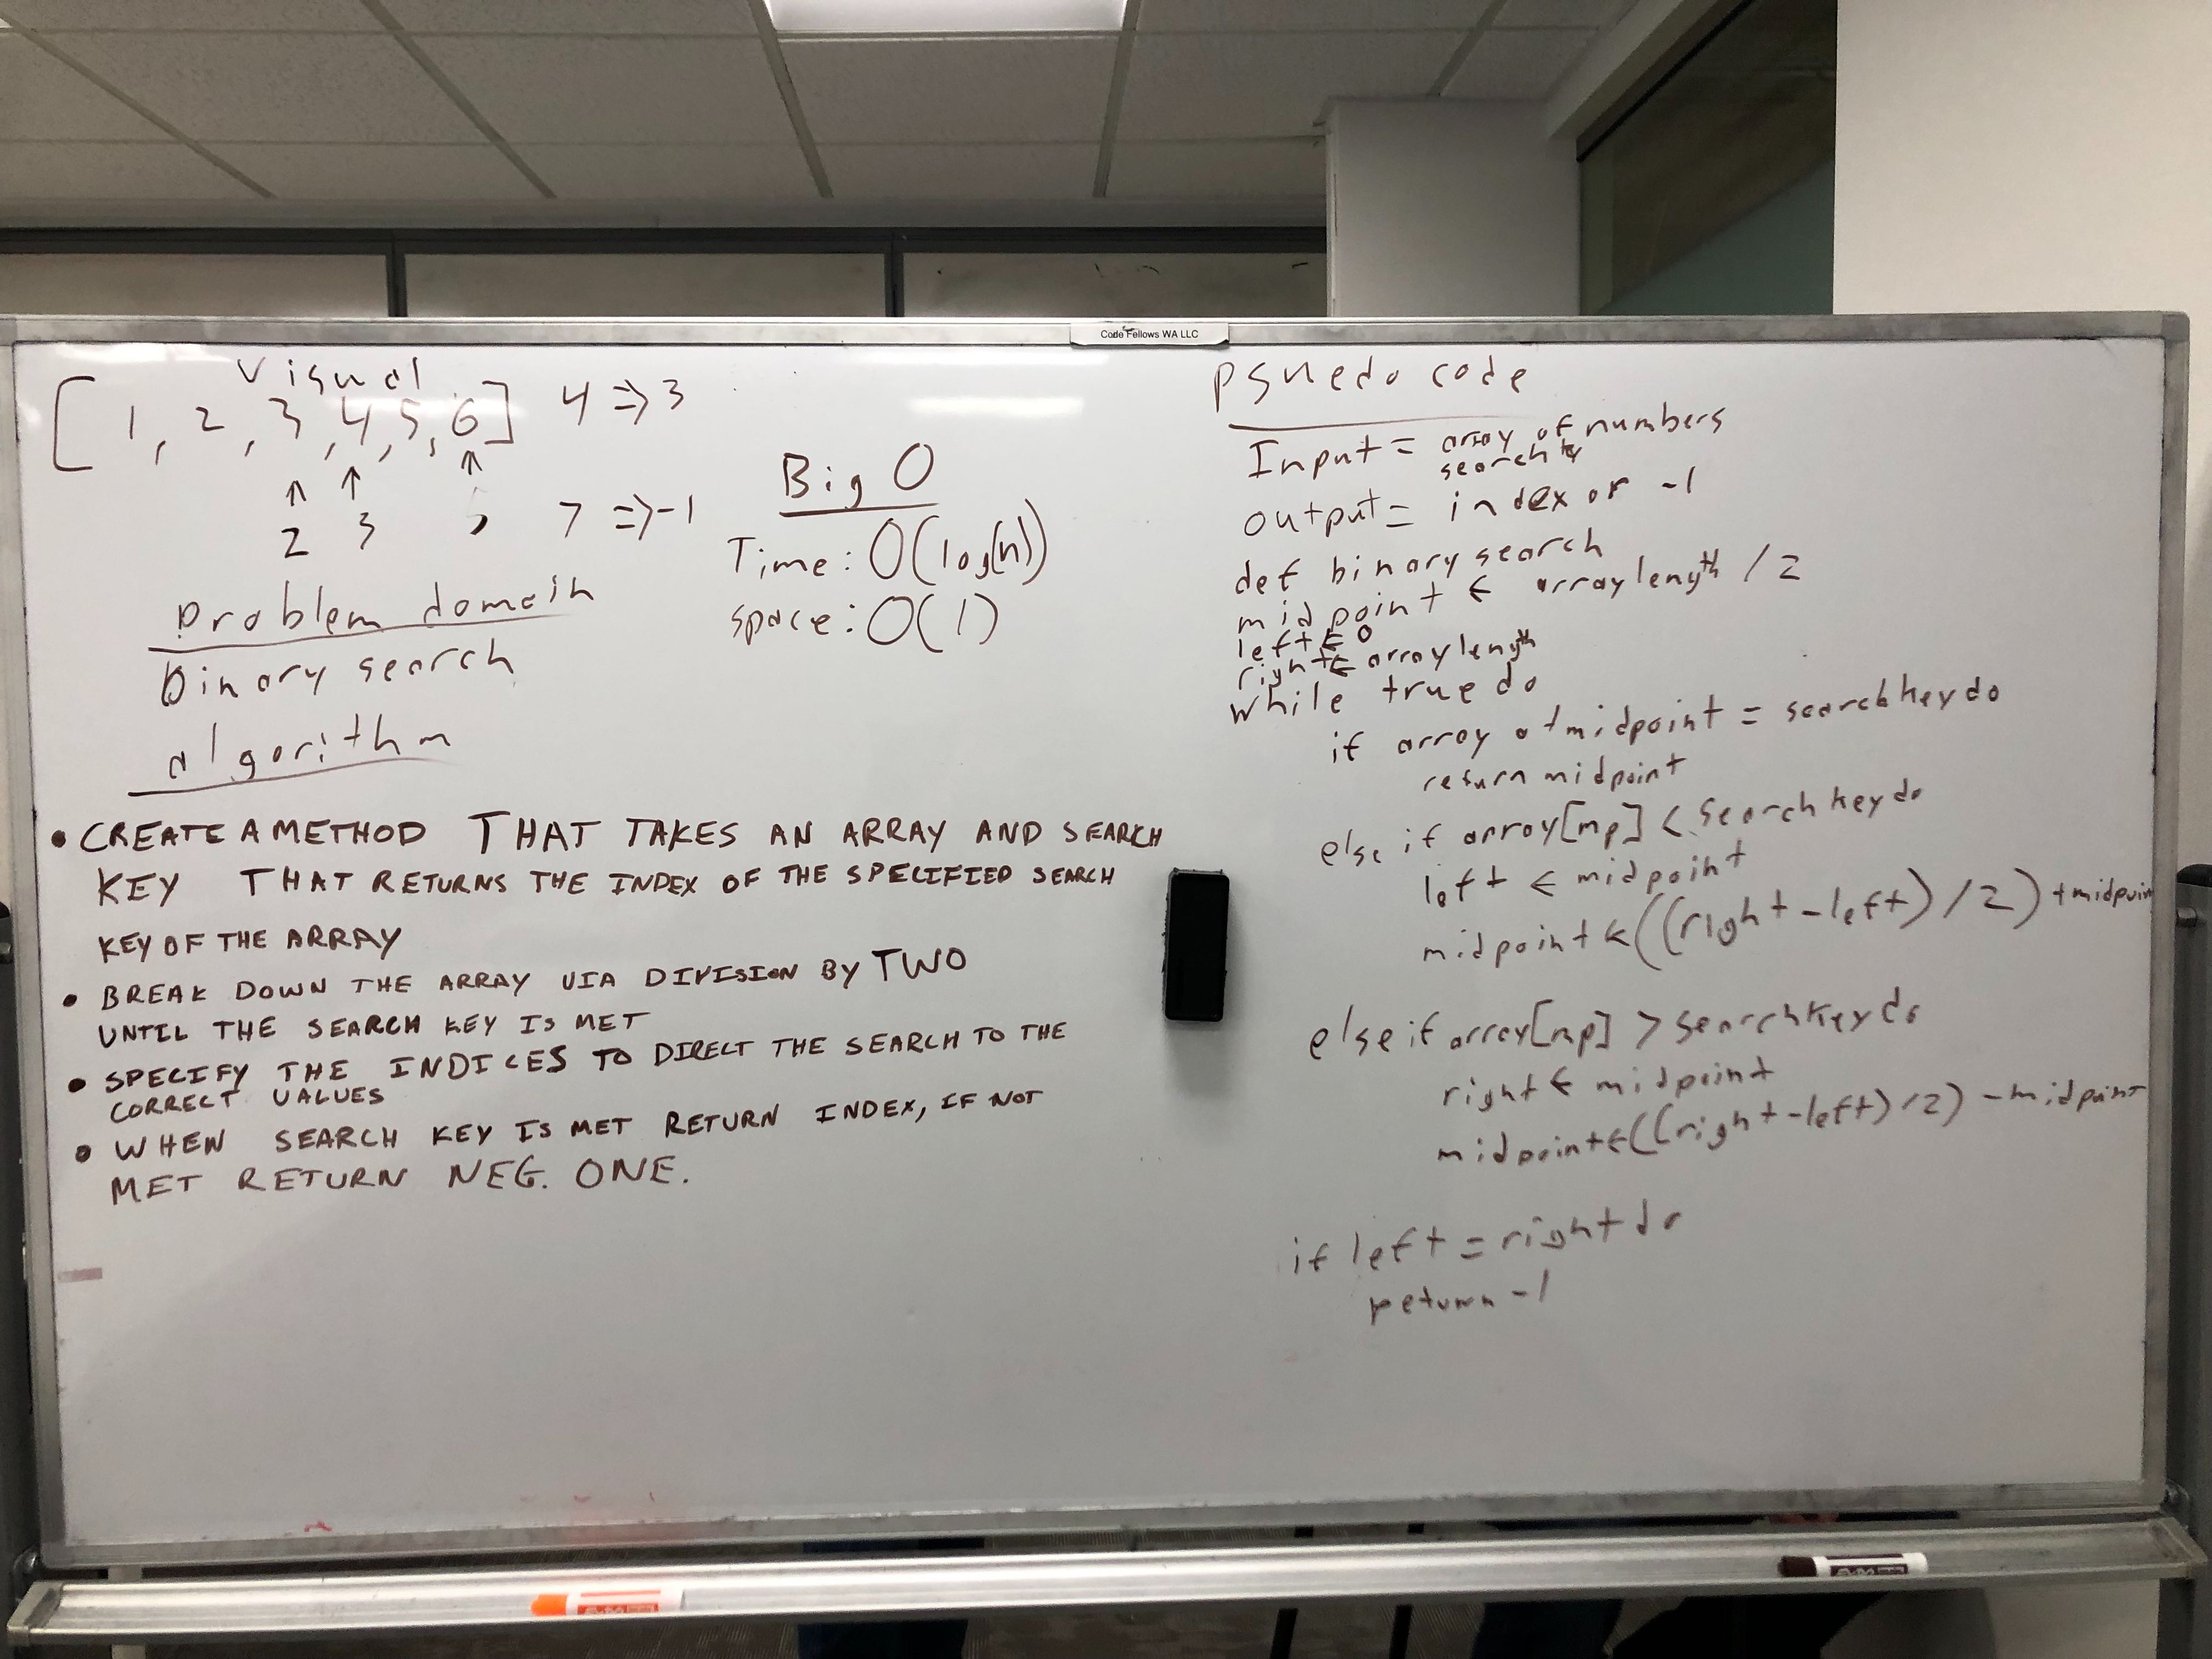 Code Fellows WA LLC
Visual
[1, 2, 3, 4, 5, 6] 4 => 3
↑ ↑ ↑
2 3 5 7 => -1
Big O
Time: O(log(n))
space: O(1)
Problem domain
Binary search
algorithm
• CREATE A METHOD THAT TAKES AN ARRAY AND SEARCH
KEY THAT RETURNS THE INDEX OF THE SPECIFIED SEARCH
KEY OF THE ARRAY
• BREAK DOWN THE ARRAY VIA DIVISION BY TWO
UNTIL THE SEARCH KEY IS MET
• SPECIFY THE INDICES TO DIRECT THE SEARCH TO THE
CORRECT VALUES
• WHEN SEARCH KEY IS MET RETURN INDEX, IF NOT
MET RETURN NEG. ONE.
psuedo code
Input = array of numbers
search
output = index or -1
def binary search
midpoint ← array length / 2
left ← 0
right ← array length
while true do
if array at midpoint = search key do
return midpoint
else if array[mp] < search key do
left ← midpoint
midpoint ← ((right - left) / 2) + midpoint
else if array[mp] > search key do
right ← midpoint
midpoint ← ((right - left) / 2) - midpoint
if left = right do
return -1